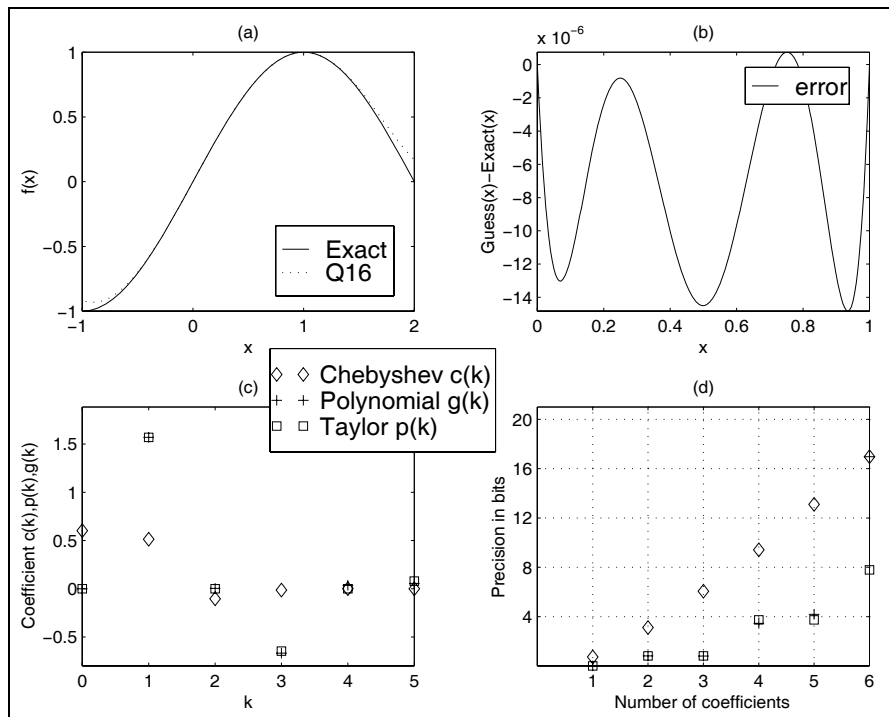 (a)
f(x)
1
0.5
0
−0.5
−1
−1
0
1
2
x
Exact
Q16
(b)
x 10^−6
Guess(x)−Exact(x)
0
−2
−4
−6
−8
−10
−12
−14
0
0.2
0.4
0.6
0.8
1
x
error
(c)
Coefficient c(k),p(k),g(k)
1.5
1
0.5
0
−0.5
0
1
2
3
4
5
k
Chebyshev c(k)
Polynomial g(k)
Taylor p(k)
(d)
Precision in bits
20
16
12
8
4
1
2
3
4
5
6
Number of coefficients